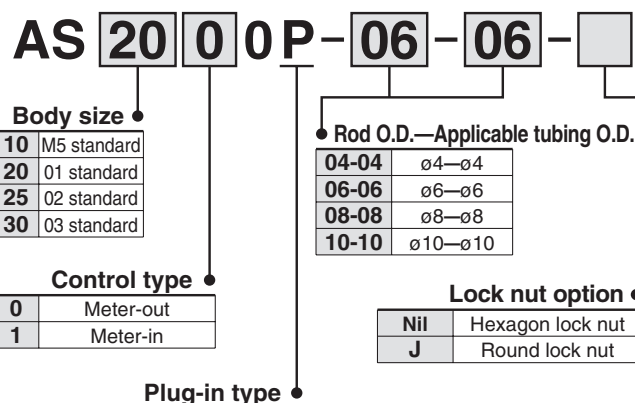 AS 20 0 0 P - 06 - 06 -
Body size
10 M5 standard
20 01 standard
25 02 standard
30 03 standard
Rod O.D.—Applicable tubing O.D.
04-04 ø4—ø4
06-06 ø6—ø6
08-08 ø8—ø8
10-10 ø10—ø10
Control type
0 Meter-out
1 Meter-in
Lock nut option
Nil Hexagon lock nut
J Round lock nut
Plug-in type